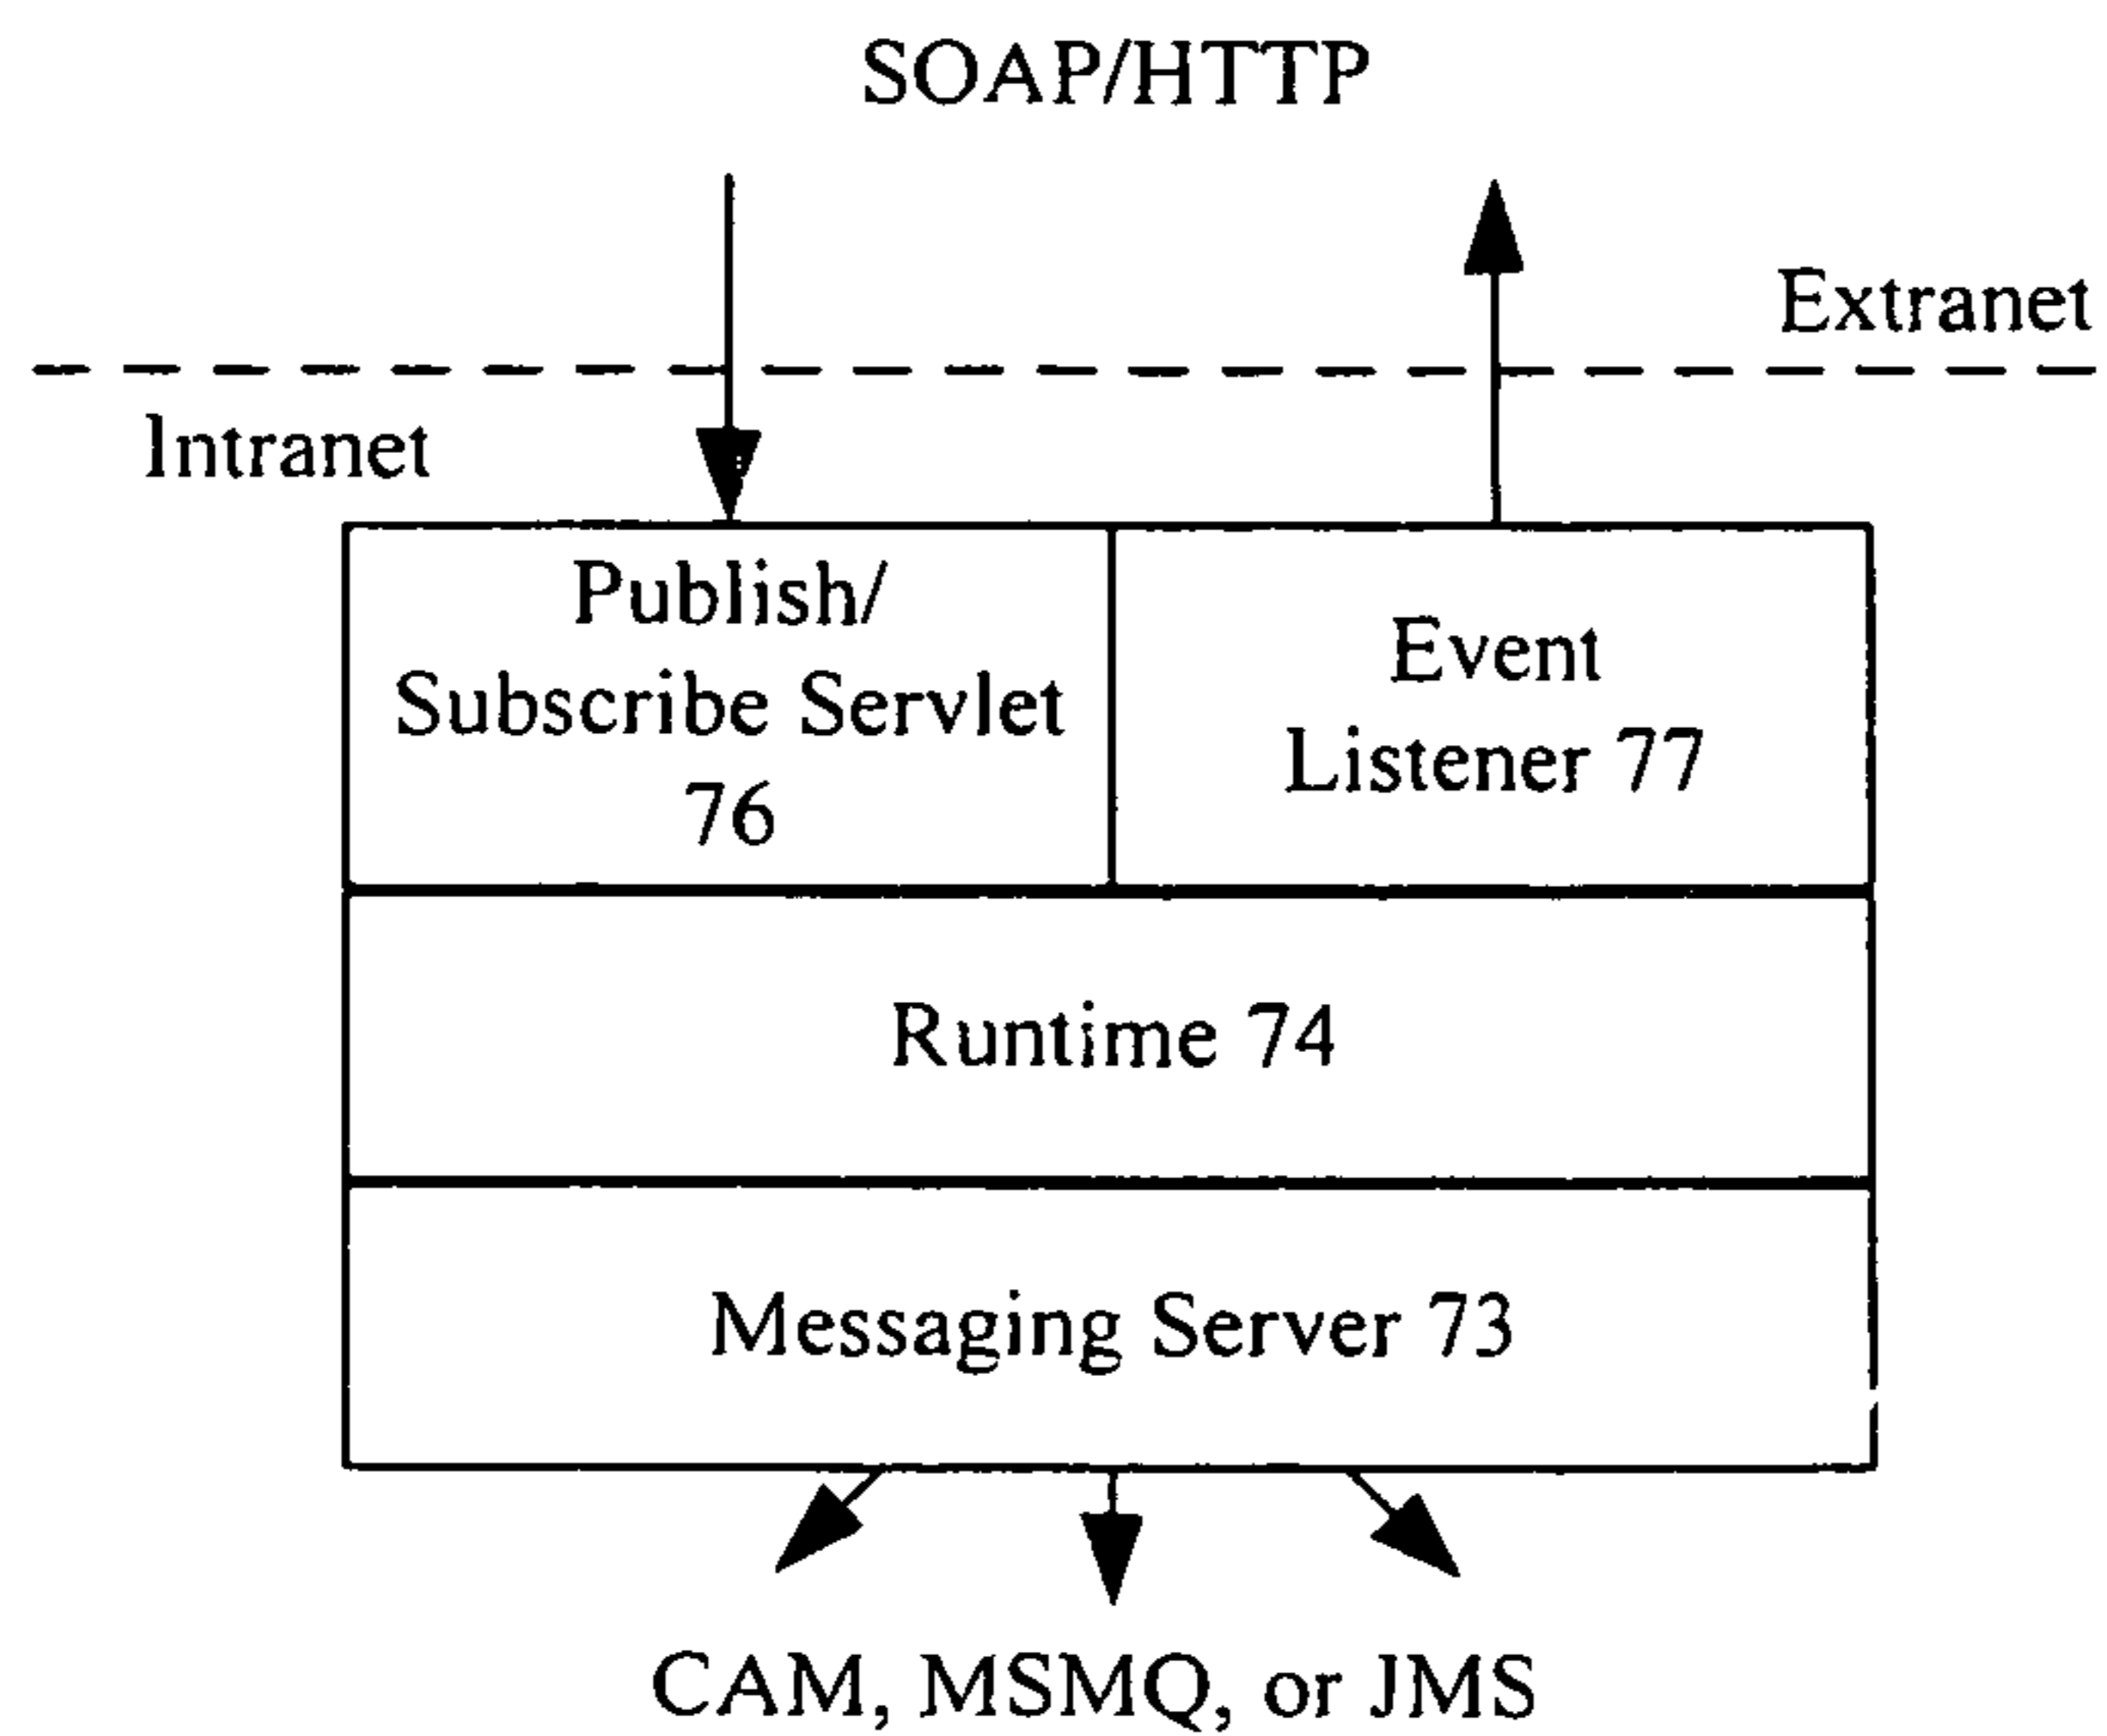 SOAP/HTTP
Extranet
Intranet
Publish/
Subscribe Servlet
76
Event
Listener 77
Runtime 74
Messaging Server 73
CAM, MSMQ, or JMS